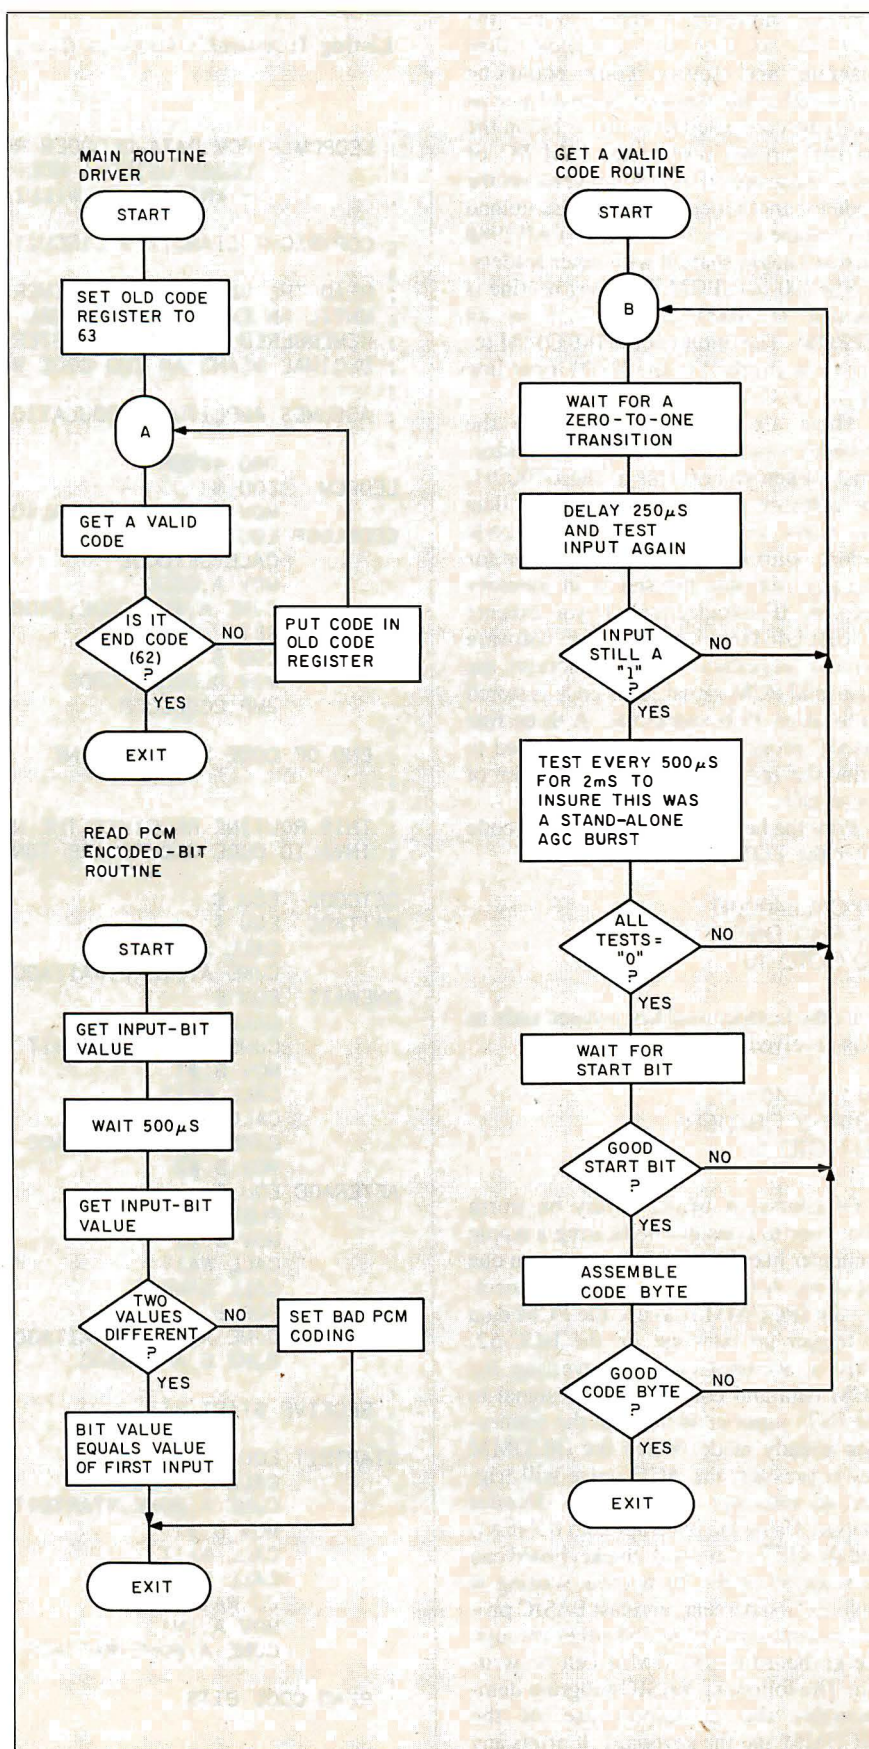 MAIN ROUTINE
DRIVER
START
SET OLD CODE
REGISTER TO
63
A
GET A VALID
CODE
IS IT
END CODE
(62)
?
NO
PUT CODE IN
OLD CODE
REGISTER
YES
EXIT
READ PCM
ENCODED-BIT
ROUTINE
START
GET INPUT-BIT
VALUE
WAIT 500μS
GET INPUT-BIT
VALUE
TWO
VALUES
DIFFERENT
?
NO
SET BAD PCM
CODING
YES
BIT VALUE
EQUALS VALUE
OF FIRST INPUT
EXIT
GET A VALID
CODE ROUTINE
START
B
WAIT FOR A
ZERO-TO-ONE
TRANSITION
DELAY 250μS
AND TEST
INPUT AGAIN
INPUT
STILL A
"1"
?
NO
YES
TEST EVERY 500μS
FOR 2mS TO
INSURE THIS WAS
A STAND-ALONE
AGC BURST
ALL
TESTS=
"0"
?
NO
YES
WAIT FOR
START BIT
GOOD
START BIT
?
NO
YES
ASSEMBLE
CODE BYTE
GOOD
CODE BYTE
?
NO
YES
EXIT